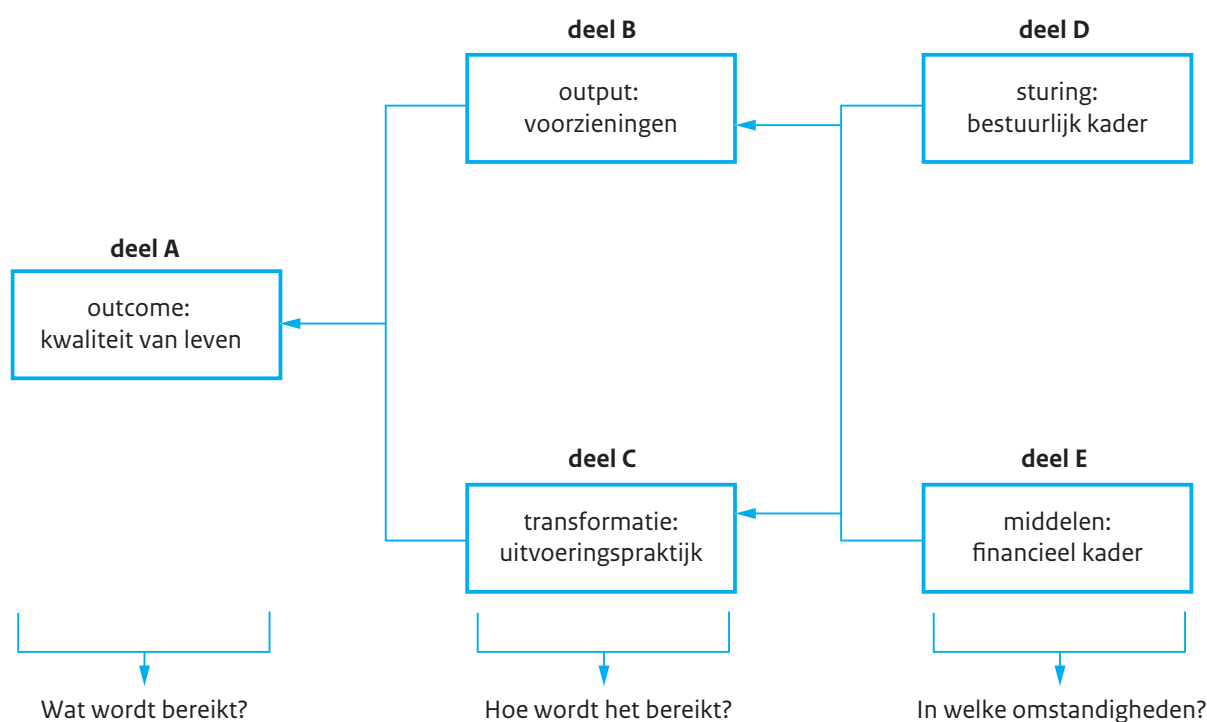 deel B
output:
voorzieningen
deel D
sturing:
bestuurlijk kader
deel A
outcome:
kwaliteit van leven
deel C
transformatie:
uitvoeringspraktijk
deel E
middelen:
financieel kader
Wat wordt bereikt?
Hoe wordt het bereikt?
In welke omstandigheden?